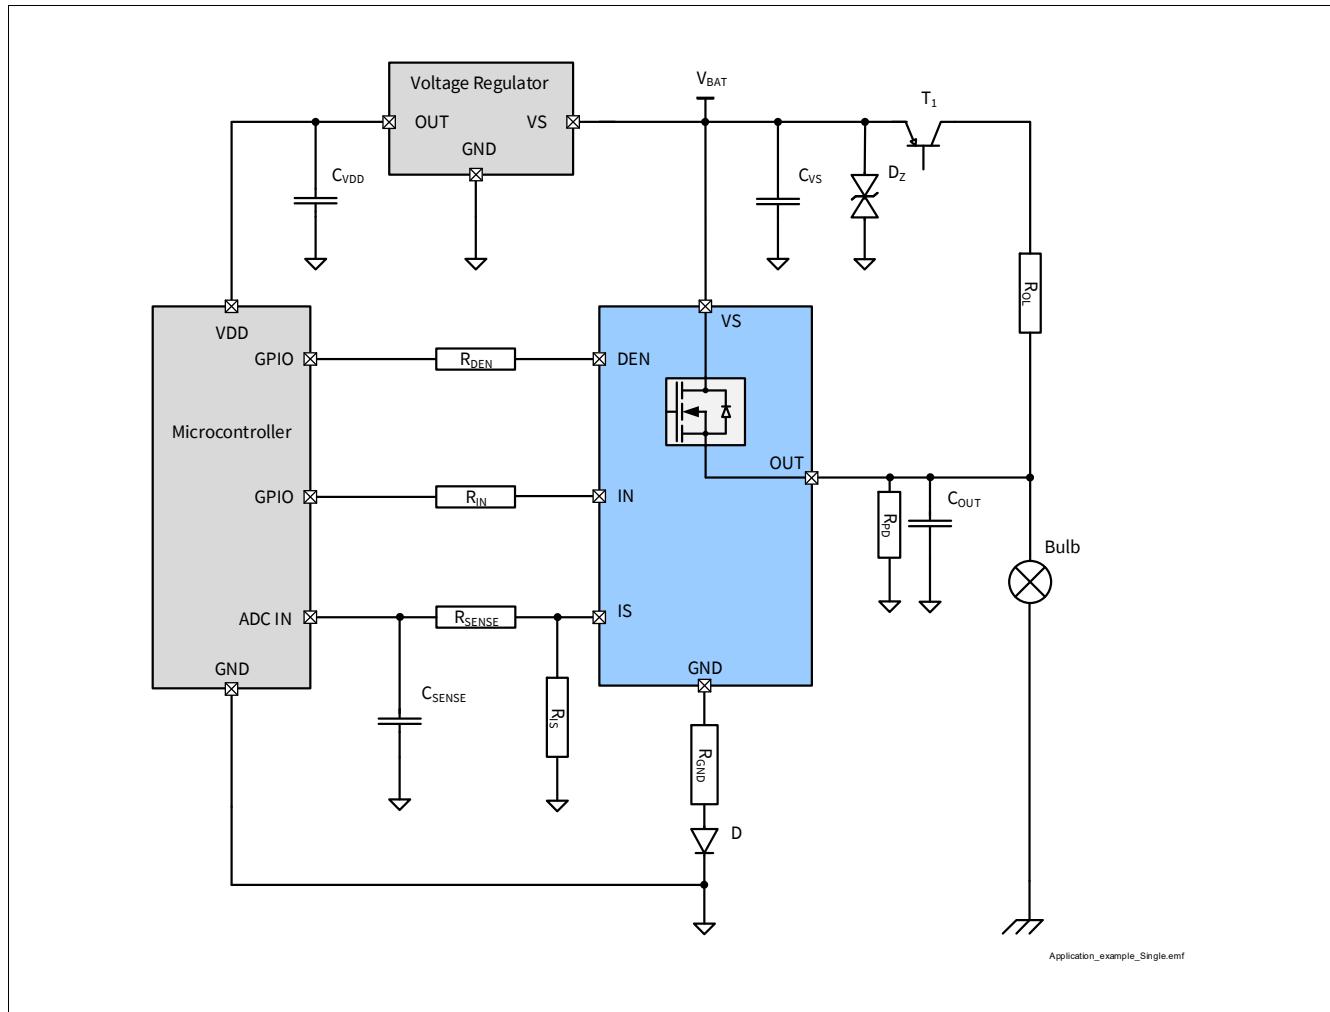 Voltage Regulator
OUT
VS
GND
VBAT
T1
CVDD
CVS
DZ
ROL
VDD
GPIO
RDEN
DEN
VS
Microcontroller
OUT
GPIO
RIN
IN
RPD
COUT
Bulb
ADC IN
RSENSE
IS
GND
CSENSE
RIS
GND
RGND
D
Application_example_Single.emf